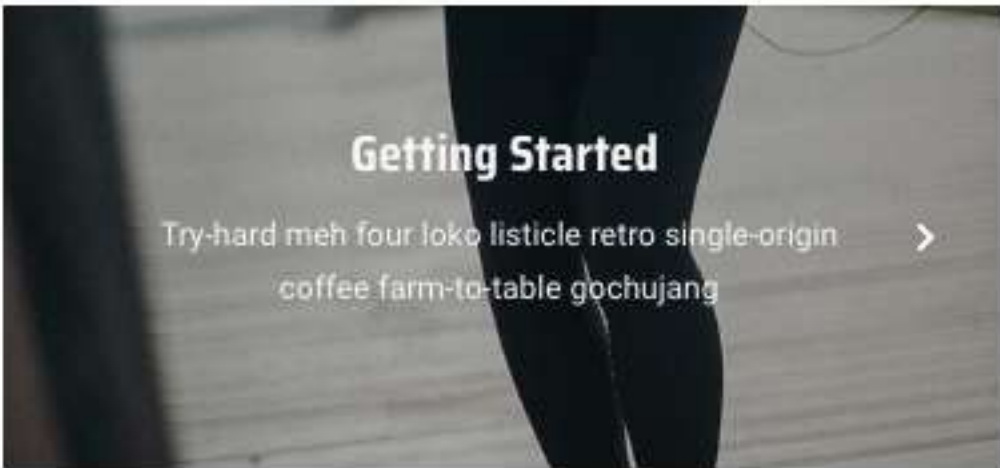 Getting Started
Try-hard meh four loko listicle retro single-origin
coffee farm-to-table gochujang